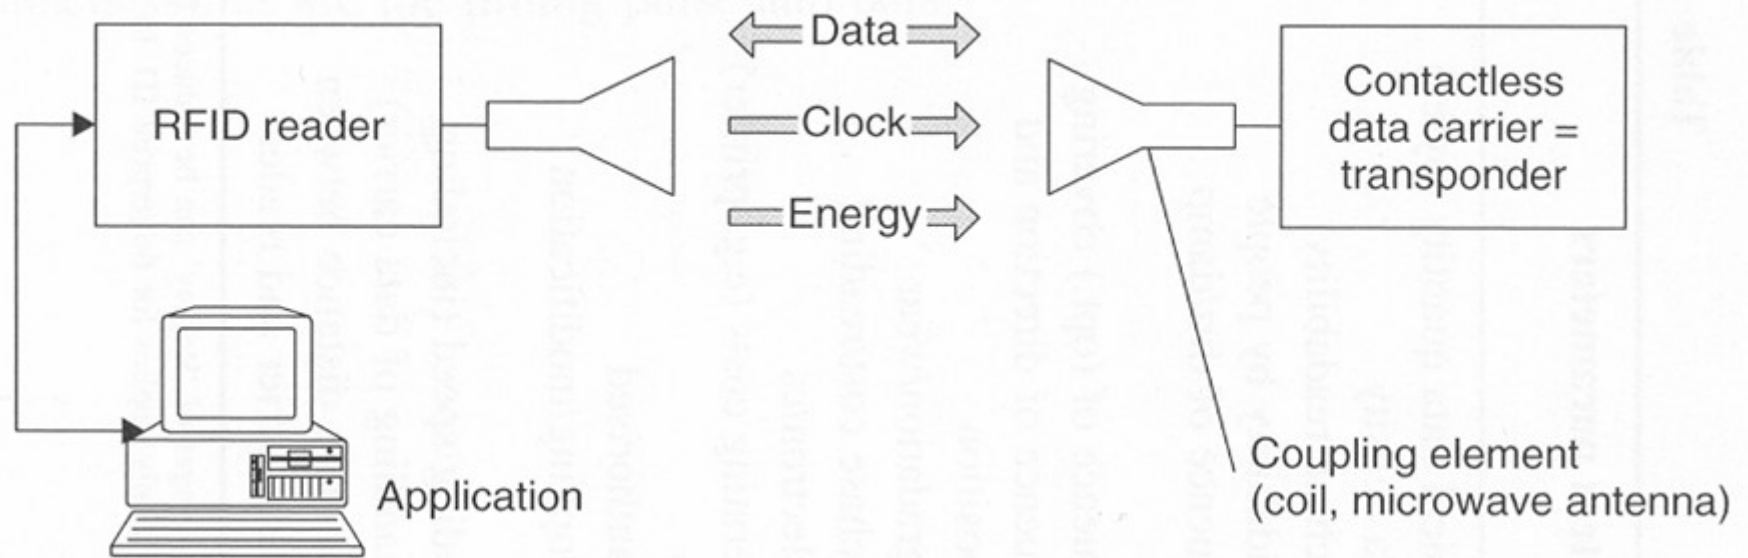 Data
RFID reader
Clock
Energy
Contactless
data carrier =
transponder
Application
Coupling element
(coil, microwave antenna)